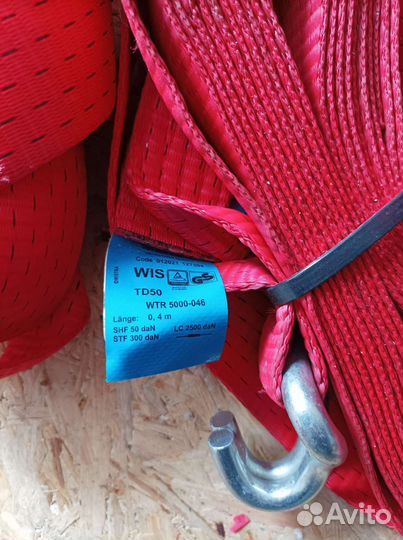 WIS
TD50
WTR 5000-046
Länge: 0,4 m
SHF 50 daN LC 2500 daN
STF 300 daN
Avito